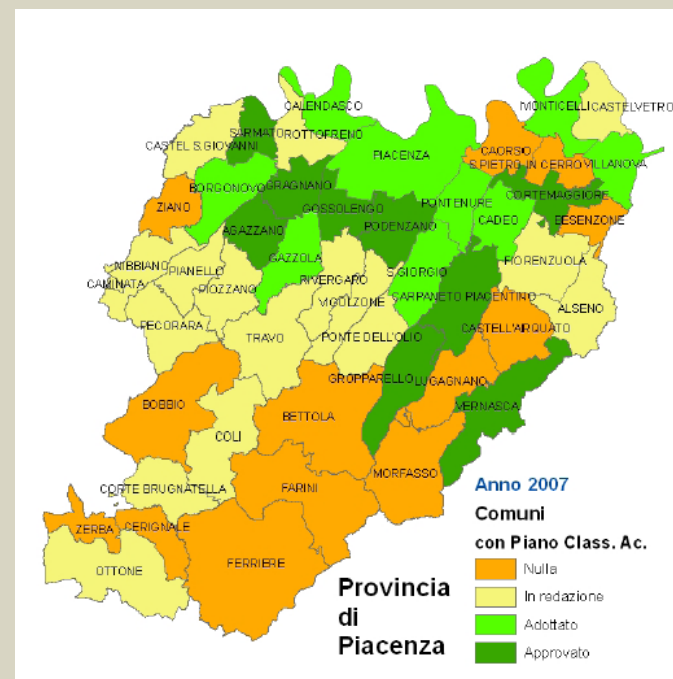 CALENDASCO
MONTICELLI
CASTELVETRO
SARMATO
ROTTOFRENO
CASTEL S.GIOVANNI
CAORSO
PIACENZA
S.PIETRO IN CERRO
VILLANOVA
BORGONOVO
GRAGNANO
CORTEMAGGIORE
ZIANO
GOSSOLENGO
PONTENURE
BESENZONE
AGAZZANO
PODENZANO
CADEO
GAZZOLA
FIORENZUOLA
NIBBIANO
PIANELLO
RIVERGARO
S.GIORGIO
CAMINATA
PIOZZANO
VIGOLZONE
CARPANETO PIACENTINO
ALSENO
PECORARA
TRAVO
PONTE DELL'OLIO
CASTELL'ARQUATO
GROPPARELLO
LUGAGNANO
BOBBIO
BETTOLA
VERNASCA
COLI
MORFASSO
CORTE BRUGNATELLA
FARINI
ZERBA
CERIGNALE
FERRIERE
OTTONE
Anno 2007
Comuni
con Piano Class. Ac.
Nulla
In redazione
Adottato
Approvato
Provincia
di
Piacenza